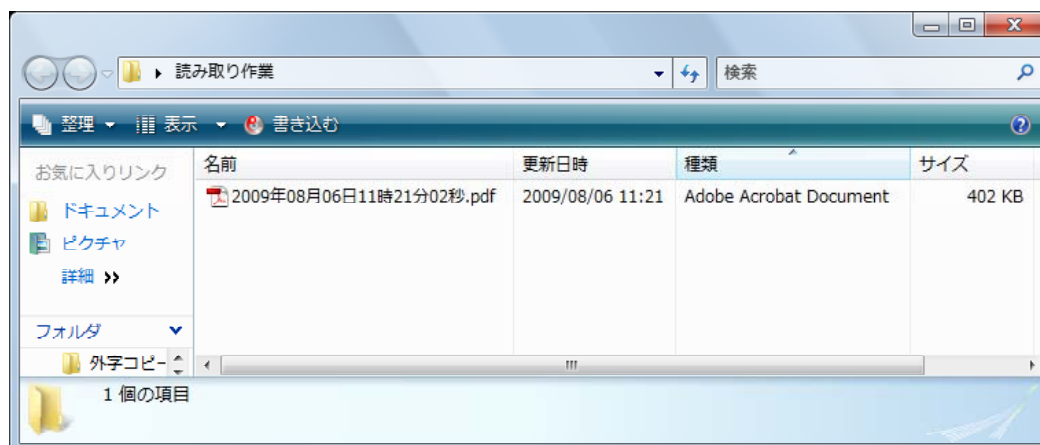 読み取り作業
検索
整理 表示 書き込む
お気に入りリンク
ドキュメント
ピクチャ
詳細
フォルダ
外字コピー
名前 更新日時 種類 サイズ
2009年08月06日11時21分02秒.pdf 2009/08/06 11:21 Adobe Acrobat Document 402 KB
1 個の項目